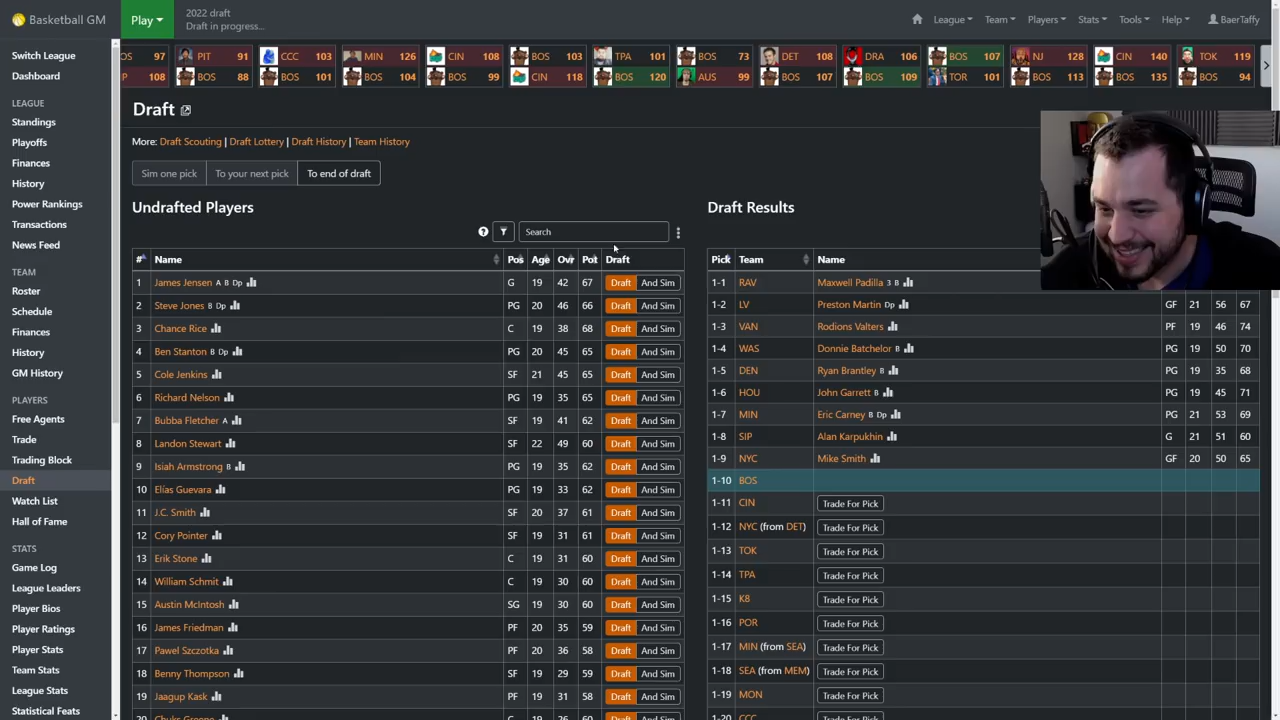 Basketball GM
Play
2022 draft
Draft in progress...
League
Team
Players
Stats
Tools
Help
BaerTaffy
OS 97
P 108
PIT 91
BOS 88
CCC 103
BOS 101
MIN 126
BOS 104
CIN 108
BOS 99
BOS 103
CIN 118
TPA 101
BOS 120
BOS 73
AUS 99
DET 108
BOS 107
DRA 106
BOS 109
BOS 107
TOR 101
NJ 128
BOS 113
CIN 140
BOS 135
TOK 119
BOS 94
Switch League
Dashboard
LEAGUE
Standings
Playoffs
Finances
History
Power Rankings
Transactions
News Feed
TEAM
Roster
Schedule
Finances
History
GM History
PLAYERS
Free Agents
Trade
Trading Block
Draft
Watch List
Hall of Fame
STATS
Game Log
League Leaders
Player Bios
Player Ratings
Player Stats
Team Stats
League Stats
Statistical Feats
Draft
More: Draft Scouting | Draft Lottery | Draft History | Team History
Sim one pick
To your next pick
To end of draft
Undrafted Players
Search
# Name Pos Age Ovr Pot Draft
1 James Jensen A B Dp G 19 42 67 Draft And Sim
2 Steve Jones B Dp PG 20 46 66 Draft And Sim
3 Chance Rice C 19 38 68 Draft And Sim
4 Ben Stanton B Dp PG 20 45 65 Draft And Sim
5 Cole Jenkins SF 21 45 65 Draft And Sim
6 Richard Nelson PG 19 35 65 Draft And Sim
7 Bubba Fletcher A SF 19 41 62 Draft And Sim
8 Landon Stewart SF 22 49 60 Draft And Sim
9 Isiah Armstrong B PG 19 35 62 Draft And Sim
10 Elías Guevara PG 19 33 62 Draft And Sim
11 J.C. Smith SF 20 37 61 Draft And Sim
12 Cory Pointer SF 19 31 61 Draft And Sim
13 Erik Stone C 19 31 60 Draft And Sim
14 William Schmit C 19 30 60 Draft And Sim
15 Austin McIntosh SG 19 30 60 Draft And Sim
16 James Friedman PF 20 35 59 Draft And Sim
17 Pawel Szczotka PF 20 36 58 Draft And Sim
18 Benny Thompson SF 19 29 59 Draft And Sim
19 Jaagup Kask PF 19 31 58 Draft And Sim
Draft Results
Pick Team Name
1-1 RAV Maxwell Padilla 3 B
1-2 LV Preston Martin Dp GF 21 56 67
1-3 VAN Rodions Valters PF 19 46 74
1-4 WAS Donnie Batchelor B PG 19 50 70
1-5 DEN Ryan Brantley B PG 19 35 68
1-6 HOU John Garrett B PG 19 45 71
1-7 MIN Eric Carney B Dp PG 21 53 69
1-8 SIP Alan Karpukhin G 21 51 60
1-9 NYC Mike Smith GF 20 50 65
1-10 BOS
1-11 CIN Trade For Pick
1-12 NYC (from DET) Trade For Pick
1-13 TOK Trade For Pick
1-14 TPA Trade For Pick
1-15 K8 Trade For Pick
1-16 POR Trade For Pick
1-17 MIN (from SEA) Trade For Pick
1-18 SEA (from MEM) Trade For Pick
1-19 MON Trade For Pick
1-20 CCC Trade For Pick